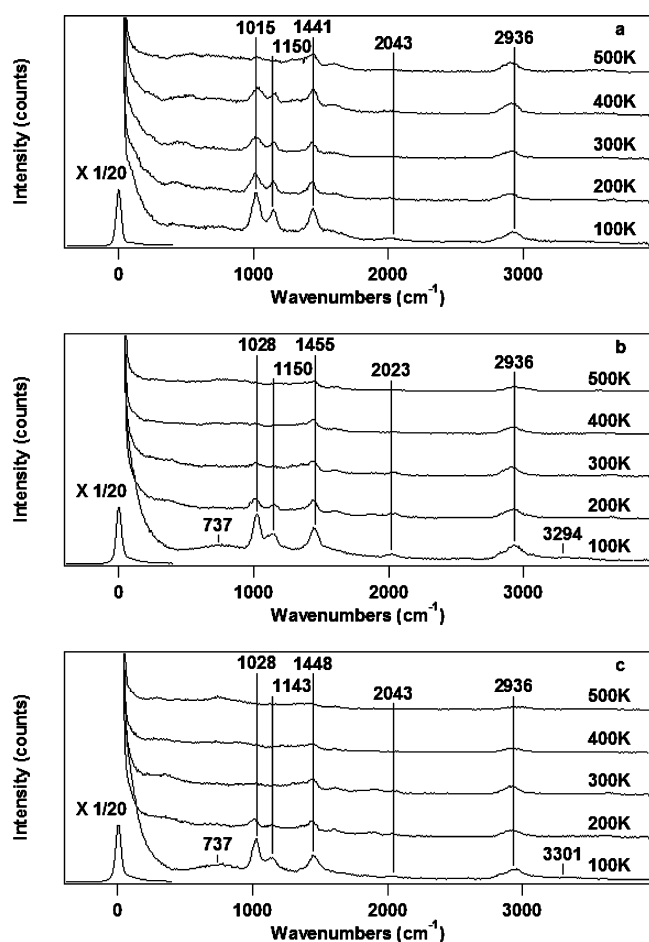 1015 1441 a
1150 2043 2936
500K
400K
300K
X 1/20
200K
100K
Intensity (counts)
0 1000 2000 3000
Wavenumbers (cm-1)
1028 1455 b
1150 2023 2936
500K
400K
300K
X 1/20
200K
737 3294
100K
Intensity (counts)
0 1000 2000 3000
Wavenumbers (cm-1)
1028 1448 c
1143 2043 2936
500K
400K
300K
X 1/20
200K
737 3301
100K
Intensity (counts)
0 1000 2000 3000
Wavenumbers (cm-1)